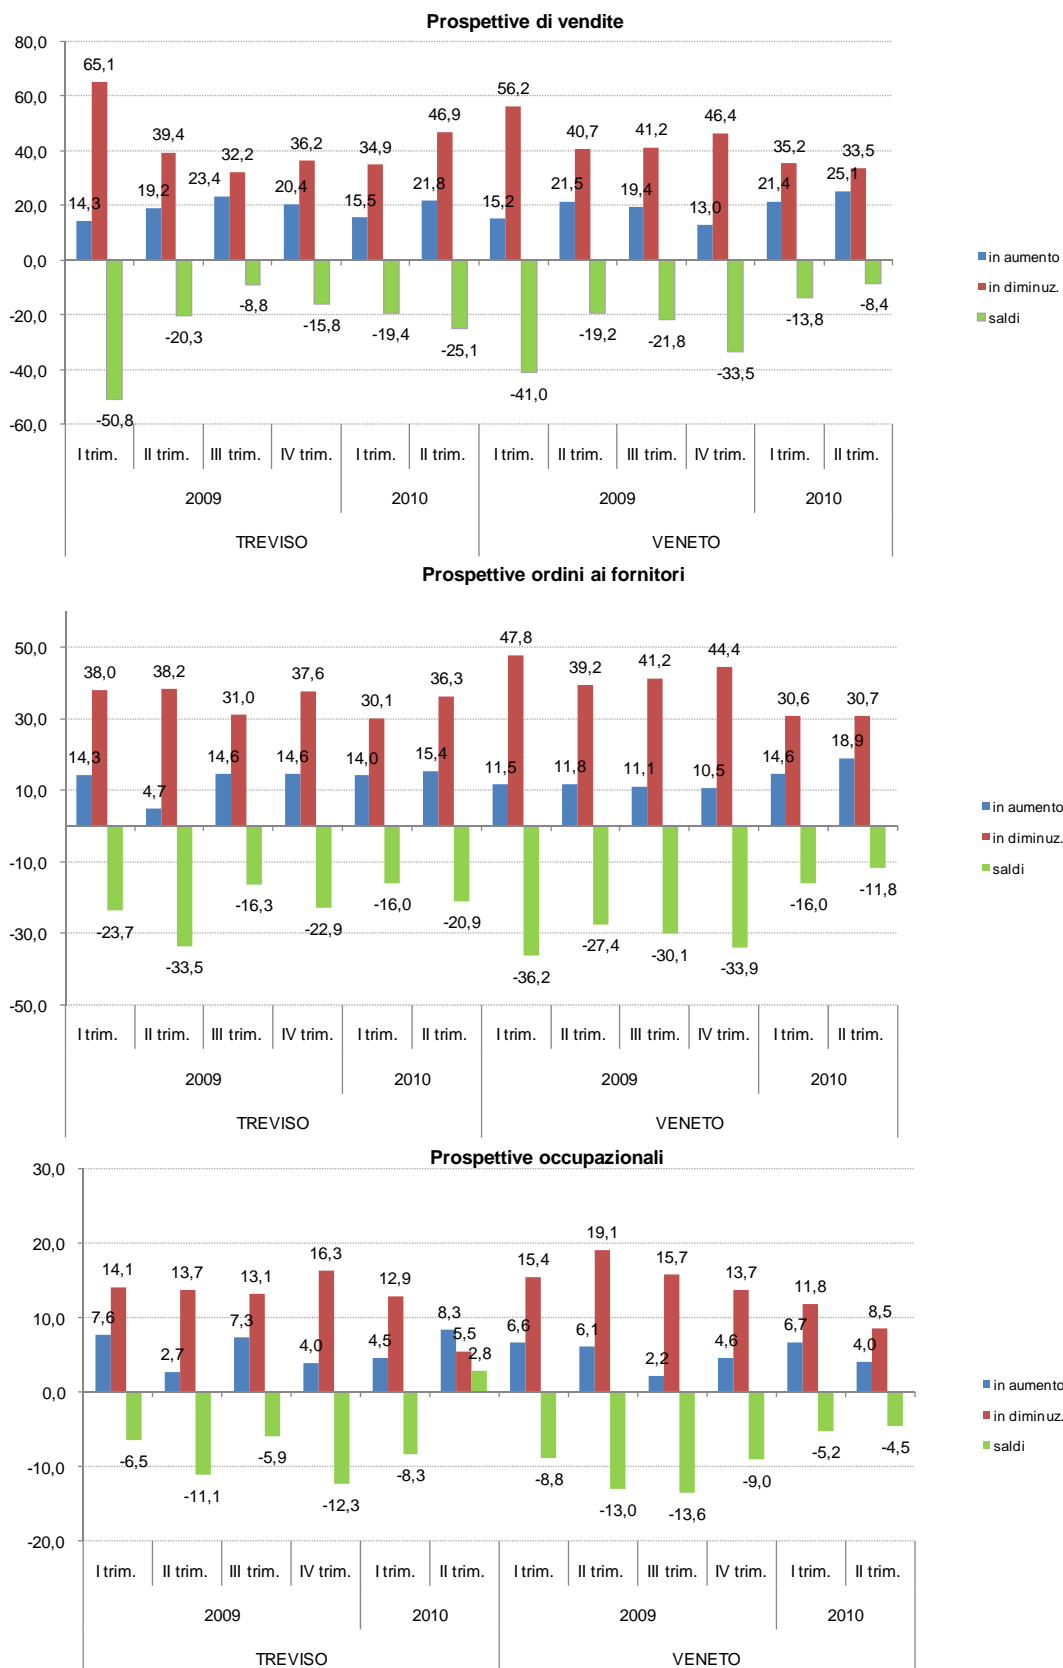 Prospettive di vendite
80,0
60,0
40,0
20,0
0,0
-20,0
-40,0
-60,0
14,3 65,1 -50,8
19,2 39,4 -20,3
23,4 32,2 -8,8
20,4 36,2 -15,8
15,5 34,9 -19,4
21,8 46,9 -25,1
15,2 56,2 -41,0
21,5 40,7 -19,2
19,4 41,2 -21,8
13,0 46,4 -33,5
21,4 35,2 -13,8
25,1 33,5 -8,4
in aumento
in diminuz.
saldi
I trim. II trim. III trim. IV trim. I trim. II trim. I trim. II trim. III trim. IV trim. I trim. II trim.
2009 2010 2009 2010
TREVISO VENETO
Prospettive ordini ai fornitori
50,0
30,0
10,0
-10,0
-30,0
-50,0
14,3 38,0 -23,7
4,7 38,2 -33,5
14,6 31,0 -16,3
14,6 37,6 -22,9
14,0 30,1 -16,0
15,4 36,3 -20,9
11,5 47,8 -36,2
11,8 39,2 -27,4
11,1 41,2 -30,1
10,5 44,4 -33,9
14,6 30,6 -16,0
18,9 30,7 -11,8
in aumento
in diminuz.
saldi
I trim. II trim. III trim. IV trim. I trim. II trim. I trim. II trim. III trim. IV trim. I trim. II trim.
2009 2010 2009 2010
TREVISO VENETO
Prospettive occupazionali
30,0
20,0
10,0
0,0
-10,0
-20,0
7,6 14,1 -6,5
2,7 13,7 -11,1
7,3 13,1 -5,9
4,0 16,3 -12,3
4,5 12,9 -8,3
8,3 5,5 2,8
6,6 15,4 -8,8
6,1 19,1 -13,0
2,2 15,7 -13,6
4,6 13,7 -9,0
6,7 11,8 -5,2
4,0 8,5 -4,5
in aumento
in diminuz.
saldi
I trim. II trim. III trim. IV trim. I trim. II trim. I trim. II trim. III trim. IV trim. I trim. II trim.
2009 2010 2009 2010
TREVISO VENETO